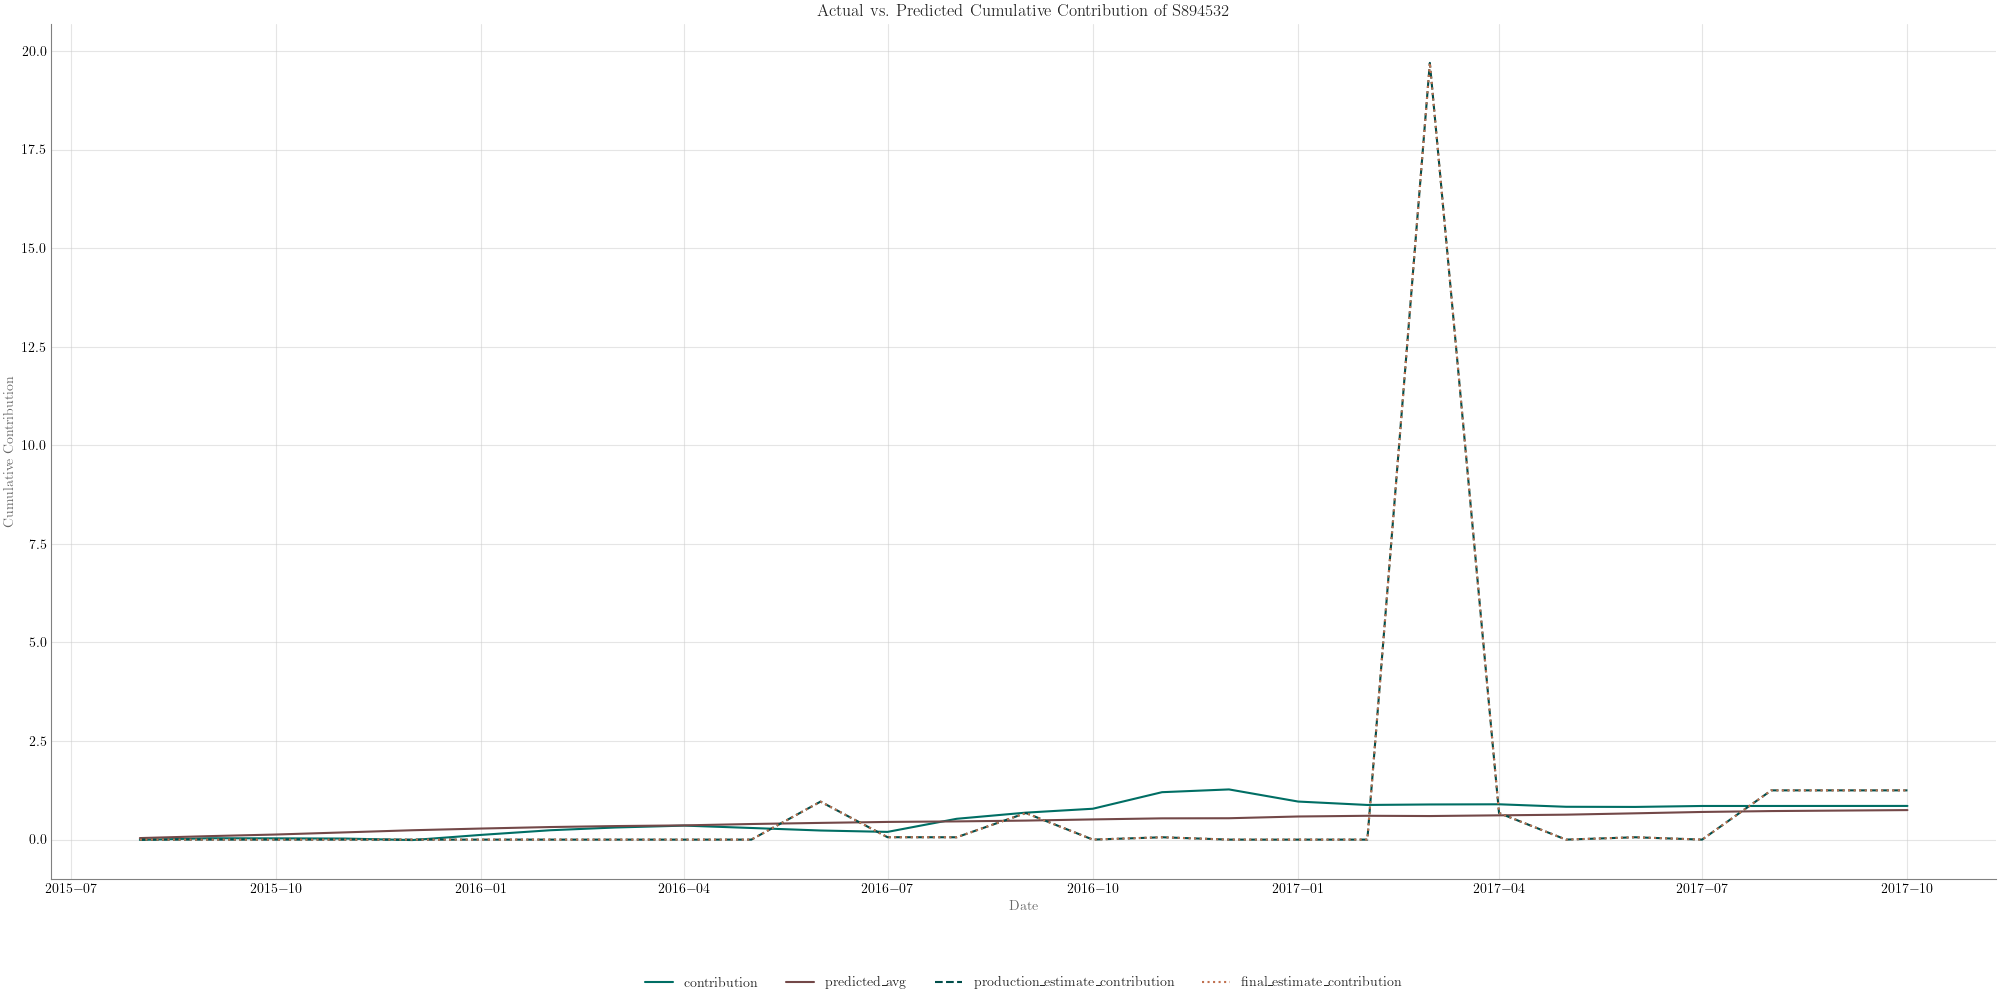 Actual vs. Predicted Cumulative Contribution of S894532
20.0
17.5
15.0
12.5
10.0
7.5
5.0
2.5
0.0
Cumulative Contribution
2015−07 2015−10 2016−01 2016−04 2016−07 2016−10 2017−01 2017−04 2017−07 2017−10
Date
contribution predicted_avg production_estimate_contribution final_estimate_contribution